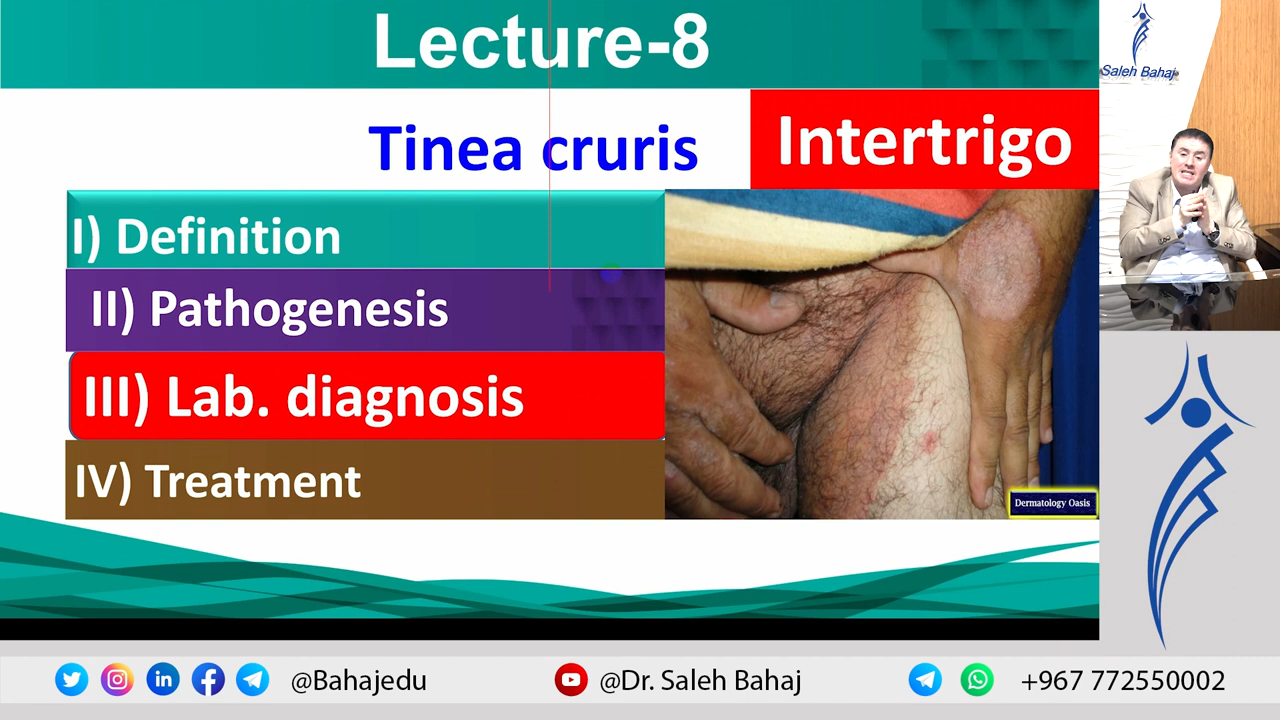 Lecture-8
Tinea cruris
Intertrigo
I) Definition
II) Pathogenesis
III) Lab. diagnosis
IV) Treatment
Dermatology Oasis
Saleh Bahaj
@Bahajedu
@Dr. Saleh Bahaj
+967 772550002